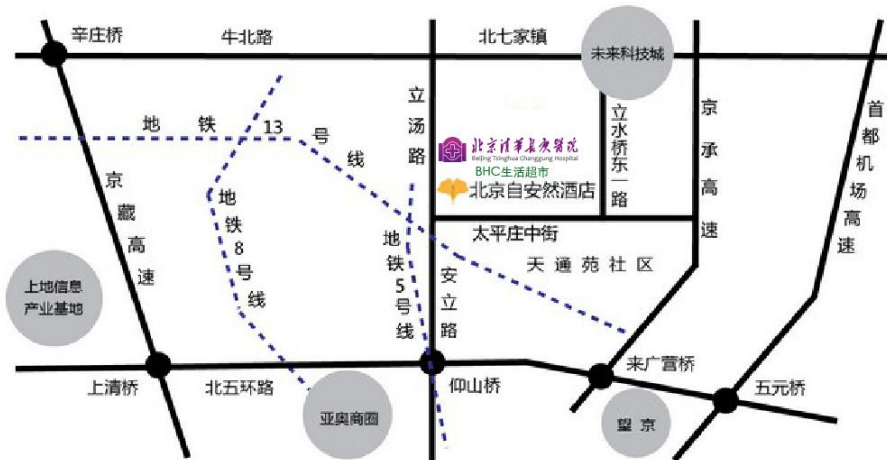 辛庄桥
牛北路
北七家镇
未来科技城
地铁13号线
立汤路
北京清华长庚医院
Beijing Tsinghua Changgung Hospital
BHC生活超市
北京自安然酒店
立水桥东一路
京承高速
首都机场高速
京藏高速
地铁8号线
地铁5号线
太平庄中街
天通苑社区
安立路
上地信息
产业基地
上清桥
北五环路
亚奥商圈
仰山桥
来广营桥
望京
五元桥